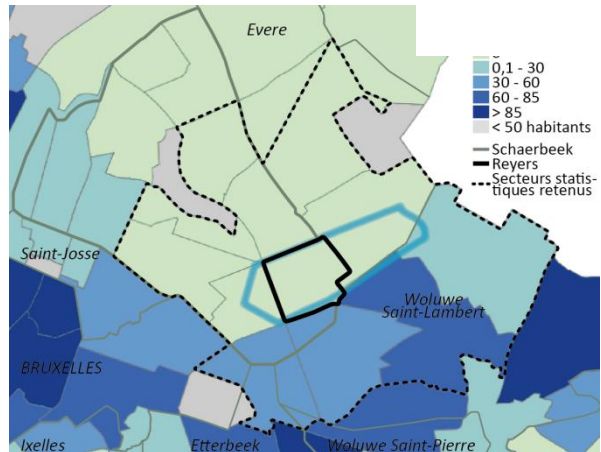 Evere
0
0,1 - 30
30 - 60
60 - 85
> 85
< 50 habitants
Schaerbeek
Reyers
Secteurs statis-
tiques retenus
Saint-Josse
Woluwe
Saint-Lambert
BRUXELLES
Ixelles
Etterbeek
Woluwe Saint-Pierre